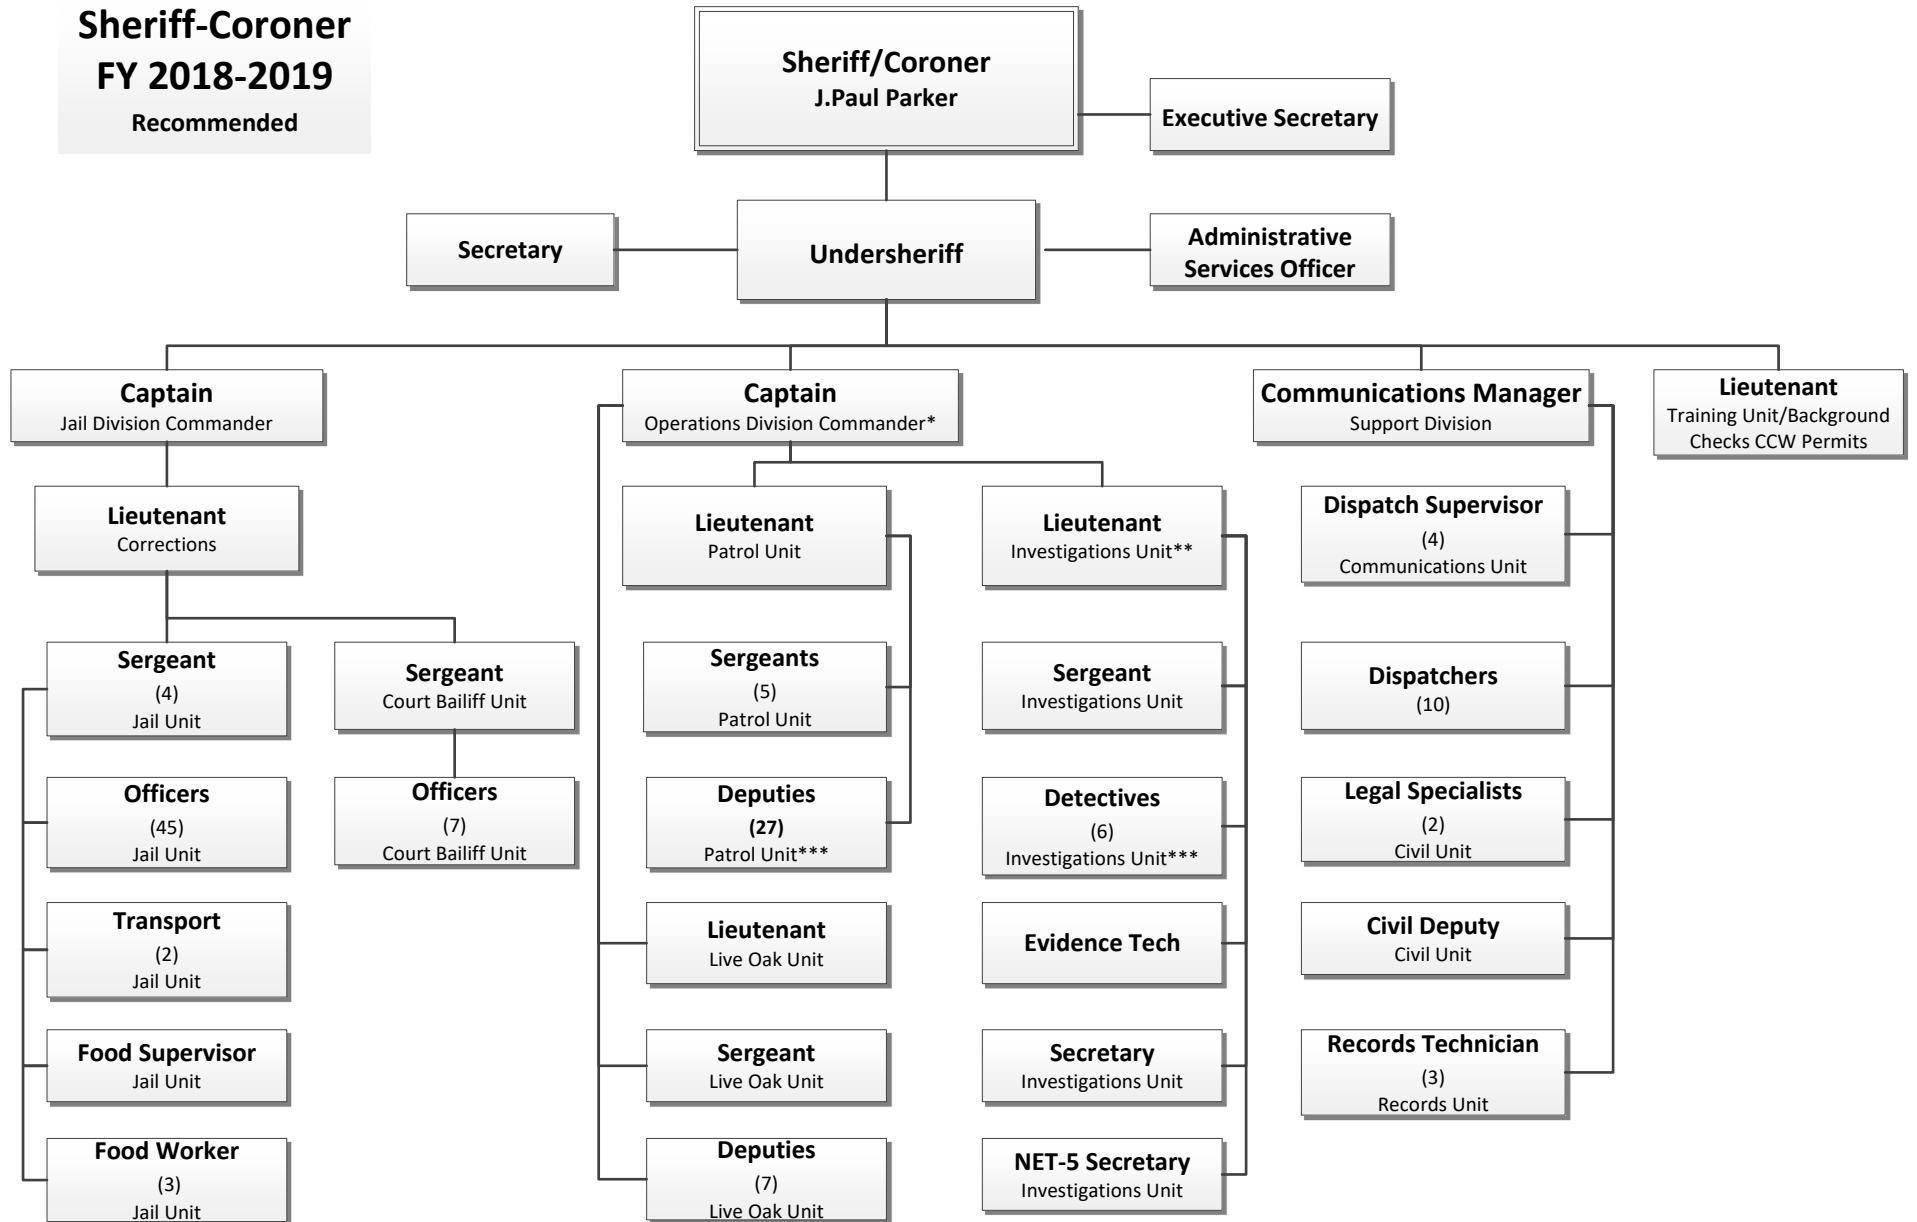 Sheriff-Coroner
FY 2018-2019
Recommended
Sheriff/Coroner
J.Paul Parker
Executive Secretary
Secretary
Undersheriff
Administrative
Services Officer
Captain
Jail Division Commander
Captain
Operations Division Commander*
Communications Manager
Support Division
Lieutenant
Training Unit/Background
Checks CCW Permits
Lieutenant
Corrections
Lieutenant
Patrol Unit
Lieutenant
Investigations Unit**
Dispatch Supervisor
(4)
Communications Unit
Sergeant
(4)
Jail Unit
Sergeant
Court Bailiff Unit
Sergeants
(5)
Patrol Unit
Sergeant
Investigations Unit
Dispatchers
(10)
Officers
(45)
Jail Unit
Officers
(7)
Court Bailiff Unit
Deputies
(27)
Patrol Unit***
Detectives
(6)
Investigations Unit***
Legal Specialists
(2)
Civil Unit
Transport
(2)
Jail Unit
Lieutenant
Live Oak Unit
Evidence Tech
Civil Deputy
Civil Unit
Food Supervisor
Jail Unit
Sergeant
Live Oak Unit
Secretary
Investigations Unit
Records Technician
(3)
Records Unit
Food Worker
(3)
Jail Unit
Deputies
(7)
Live Oak Unit
NET-5 Secretary
Investigations Unit